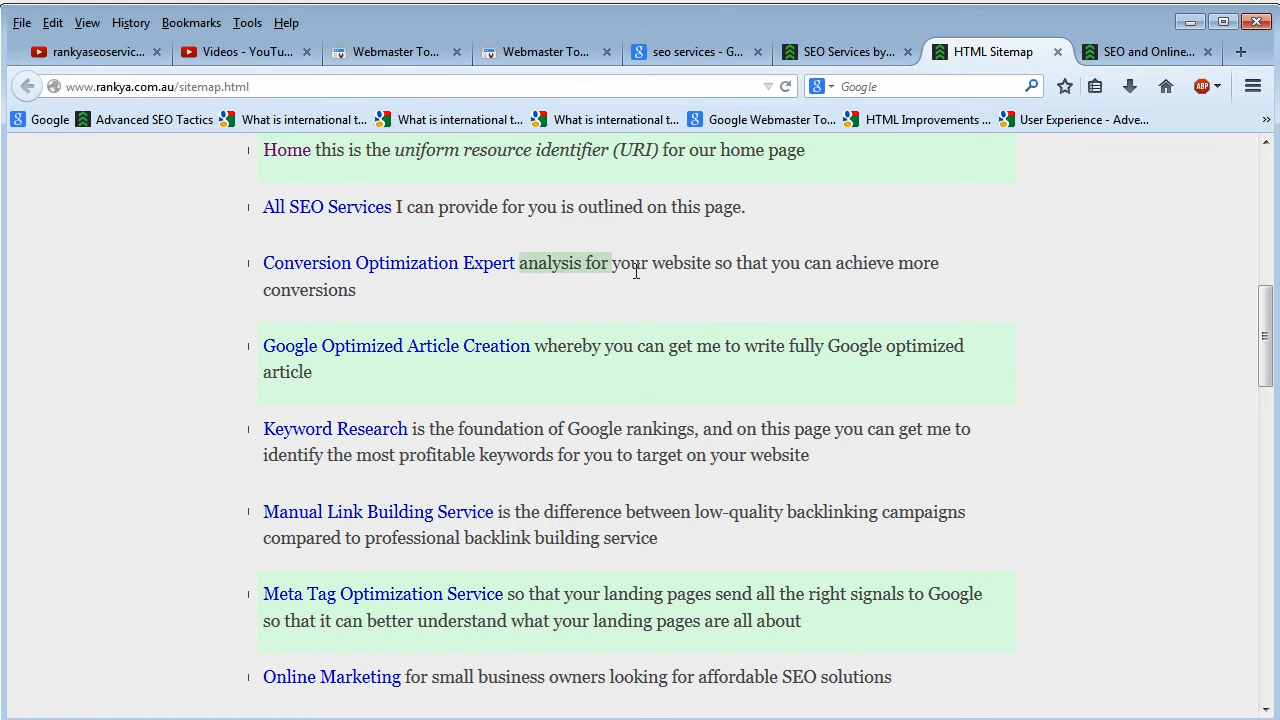 File Edit View History Bookmarks Tools Help
rankyaseoservic... Videos - YouTu... Webmaster To... Webmaster To... seo services - G... SEO Services by... HTML Sitemap SEO and Online...
www.rankya.com.au/sitemap.html Google ABP
Google Advanced SEO Tactics What is international t... What is international t... What is international t... Google Webmaster To... HTML Improvements ... User Experience - Adve...
Home this is the uniform resource identifier (URI) for our home page
All SEO Services I can provide for you is outlined on this page.
Conversion Optimization Expert analysis for your website so that you can achieve more
conversions
Google Optimized Article Creation whereby you can get me to write fully Google optimized
article
Keyword Research is the foundation of Google rankings, and on this page you can get me to
identify the most profitable keywords for you to target on your website
Manual Link Building Service is the difference between low-quality backlinking campaigns
compared to professional backlink building service
Meta Tag Optimization Service so that your landing pages send all the right signals to Google
so that it can better understand what your landing pages are all about
Online Marketing for small business owners looking for affordable SEO solutions